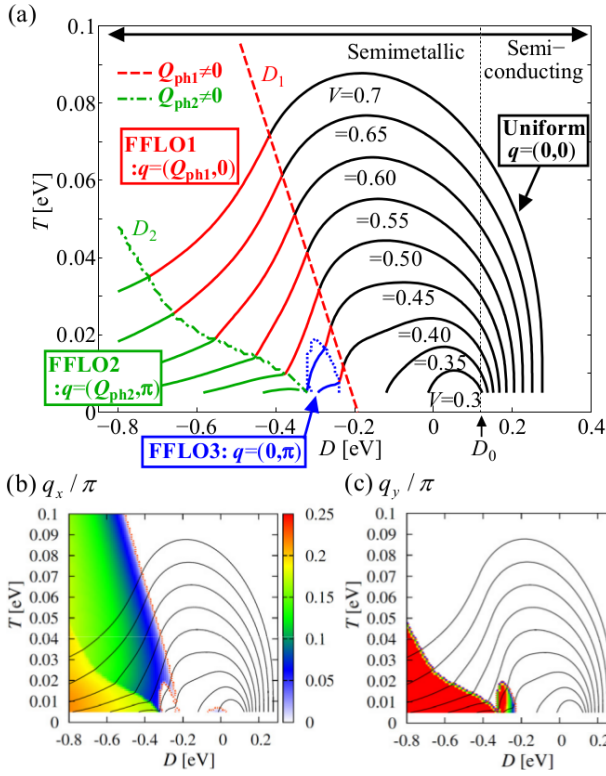 (a)
Semimetallic
Semi-
conducting
Q_ph1≠0
Q_ph2≠0
D_1
FFLO1
:q=(Q_ph1,0)
V=0.7
=0.65
=0.60
=0.55
=0.50
=0.45
=0.40
=0.35
V=0.3
Uniform
q=(0,0)
D_2
FFLO2
:q=(Q_ph2,π)
FFLO3: q=(0,π)
T [eV]
0.1
0.08
0.06
0.04
0.02
0
-0.8
-0.6
-0.4
-0.2
0
0.2
0.4
D [eV]
D_0
(b) q_x / π
T [eV]
0.1
0.09
0.08
0.07
0.06
0.05
0.04
0.03
0.02
0.01
0
-0.8
-0.6
-0.4
-0.2
0
0.2
D [eV]
0.25
0.2
0.15
0.1
0.05
0
(c) q_y / π
T [eV]
0.1
0.09
0.08
0.07
0.06
0.05
0.04
0.03
0.02
0.01
0
-0.8
-0.6
-0.4
-0.2
0
0.2
D [eV]